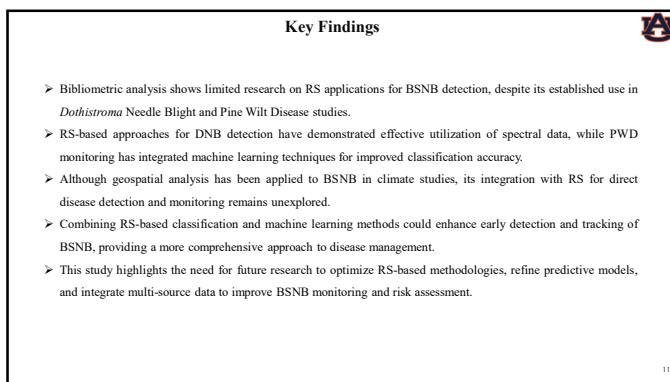 Key Findings
➢ Bibliometric analysis shows limited research on RS applications for BSNB detection, despite its established use in
Dothistroma Needle Blight and Pine Wilt Disease studies.
➢ RS-based approaches for DNB detection have demonstrated effective utilization of spectral data, while PWD
monitoring has integrated machine learning techniques for improved classification accuracy.
➢ Although geospatial analysis has been applied to BSNB in climate studies, its integration with RS for direct
disease detection and monitoring remains unexplored.
➢ Combining RS-based classification and machine learning methods could enhance early detection and tracking of
BSNB, providing a more comprehensive approach to disease management.
➢ This study highlights the need for future research to optimize RS-based methodologies, refine predictive models,
and integrate multi-source data to improve BSNB monitoring and risk assessment.
11